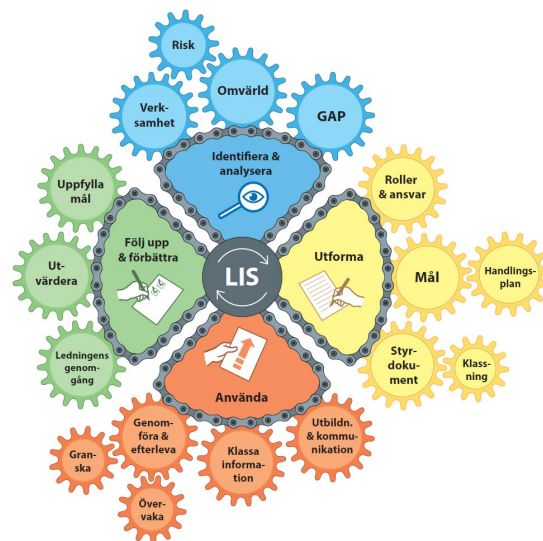 Risk
Verk-
samhet
Omvärld
GAP
Identifiera &
analysera
Roller
& ansvar
Uppfylla
mål
Följ upp
& förbättra
LIS
Utforma
Ut-
värdera
Mål
Handlings-
plan
Ledningens
genom-
gång
Styr-
doku-
ment
Klass-
ning
Använda
Genom-
föra &
efterleva
Klassa
informa-
tion
Utbildn.
& kommu-
nikation
Gran-
ska
Över-
vaka